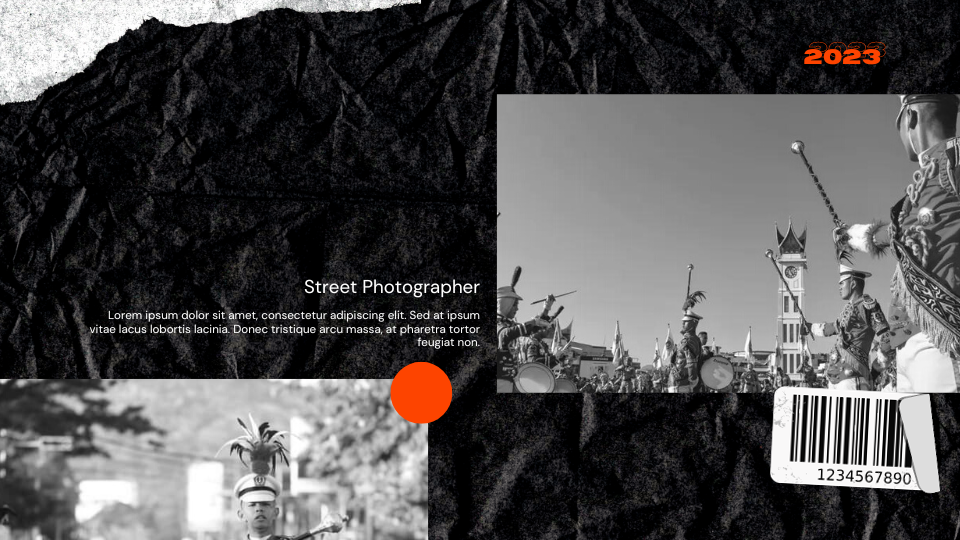 2023
Street Photographer
Lorem ipsum dolor sit amet, consectetur adipiscing elit. Sed at ipsum
vitae lacus lobortis lacinia. Donec tristique arcu massa, at pharetra tortor
feugiat non.
1234567890